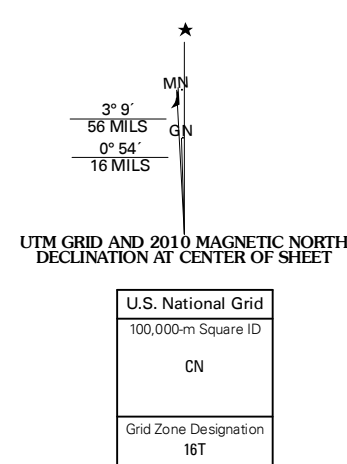 MN
3° 9´
56 MILS
GN
0° 54´
16 MILS
UTM GRID AND 2010 MAGNETIC NORTH
DECLINATION AT CENTER OF SHEET
U.S. National Grid
100,000-m Square ID
CN
Grid Zone Designation
16T